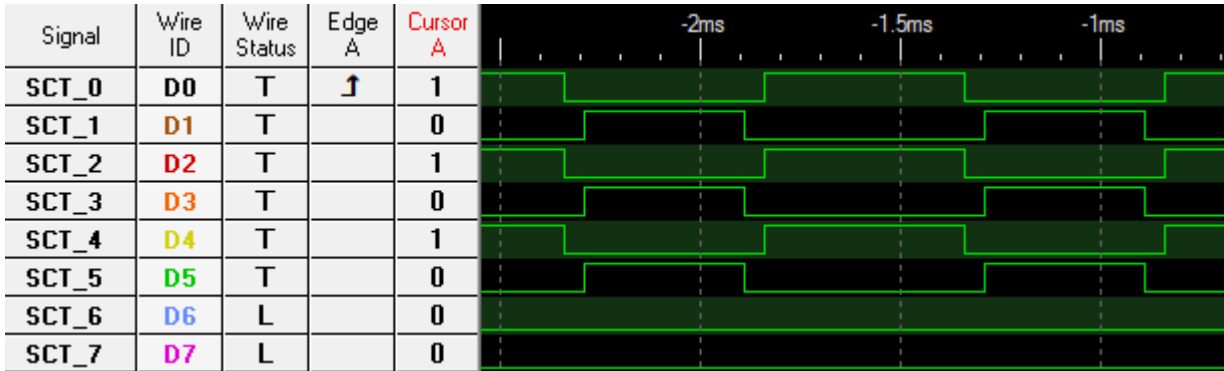 Signal Wire ID Wire Status Edge A Cursor A -2ms -1.5ms -1ms
SCT_0 D0 T 1
SCT_1 D1 T 0
SCT_2 D2 T 1
SCT_3 D3 T 0
SCT_4 D4 T 1
SCT_5 D5 T 0
SCT_6 D6 L 0
SCT_7 D7 L 0